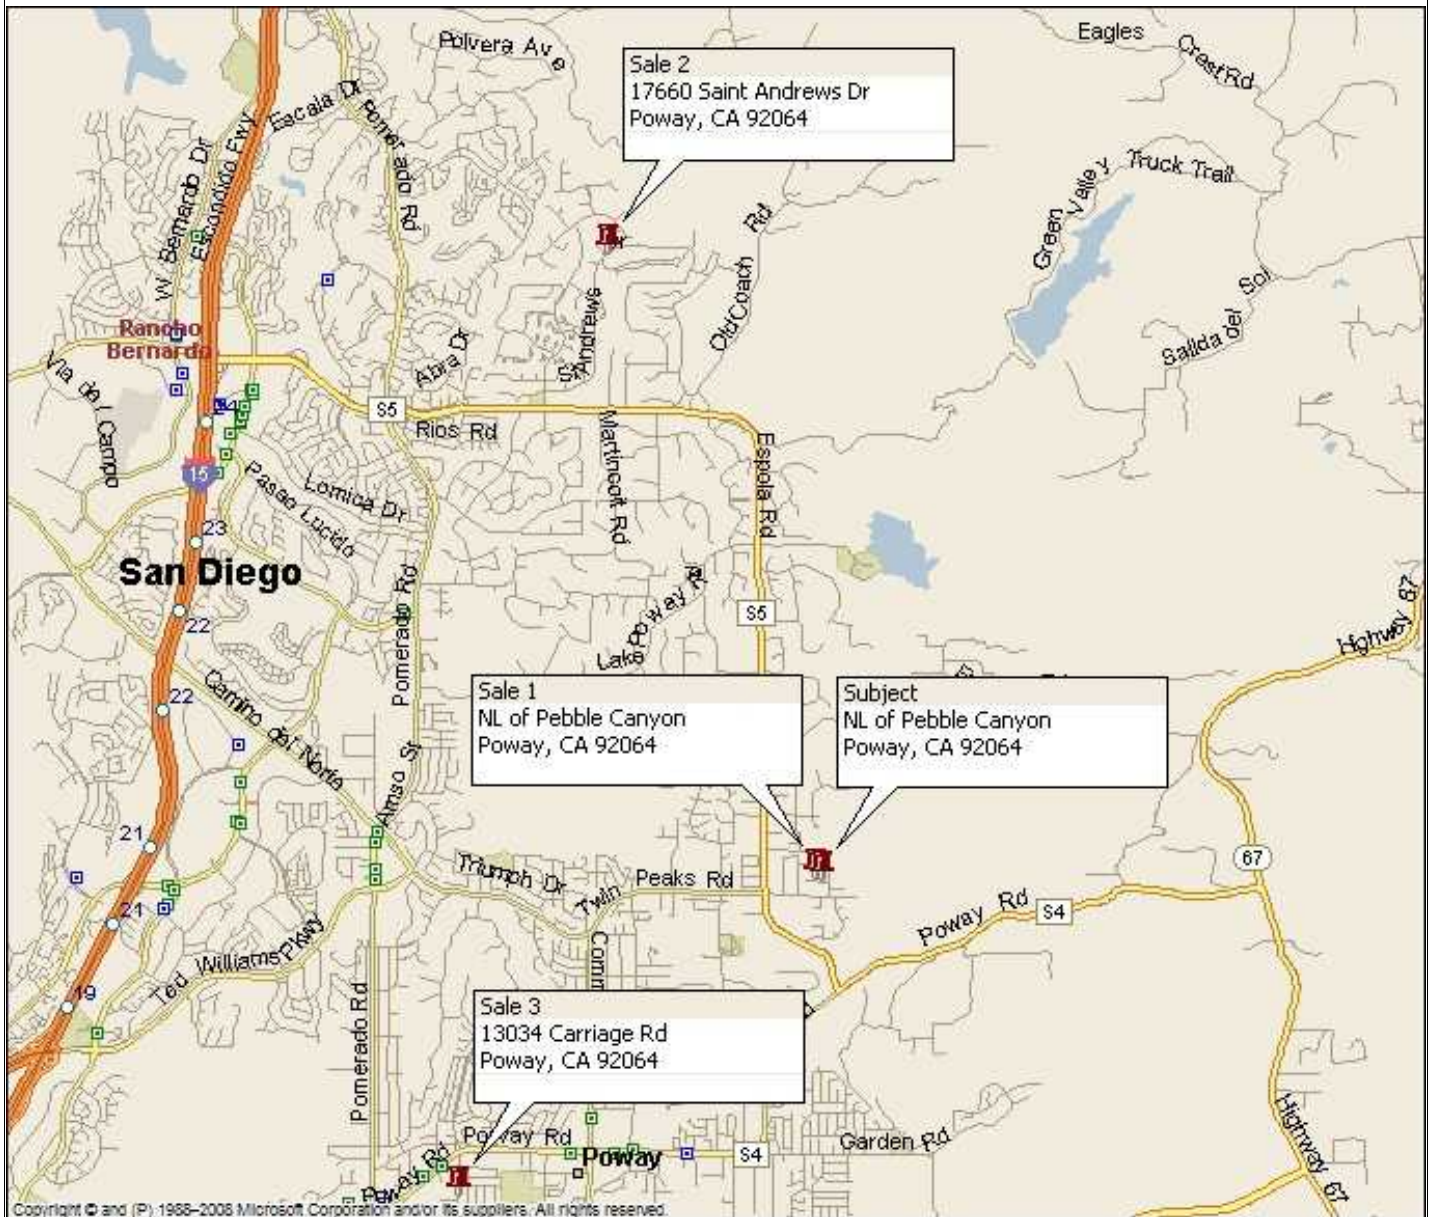 Polvera Ave
Eagles
Crest Rd
Sale 2
17660 Saint Andrews Dr
Poway, CA 92064
Escala Dr
Pomerado Rd
W Bernardo Dr
Escondido Fwy
Green Valley Truck Trail
Old Coach Rd
Salida del Sol
St Andrews
Rancho
Bernardo
Abra Dr
Via del Campo
S5
Rios Rd
Martincoit Rd
Espola Rd
15
Lomica Dr
Paseo Lucido
23
San Diego
Pomerado Rd
22
S5
Lake Poway
Highway 67
22
Camino del Norte
Sale 1
NL of Pebble Canyon
Poway, CA 92064
Subject
NL of Pebble Canyon
Poway, CA 92064
21
67
Triumph Dr
Twin Peaks Rd
21
Poway Rd
S4
Ted Williams Pkwy
Comm
19
Pomerado Rd
Sale 3
13034 Carriage Rd
Poway, CA 92064
Poway Rd
Garden Rd
Highway 67
Poway
S4
Poway Rd
Copyright © and (P) 1988–2008 Microsoft Corporation and/or its suppliers. All rights reserved.